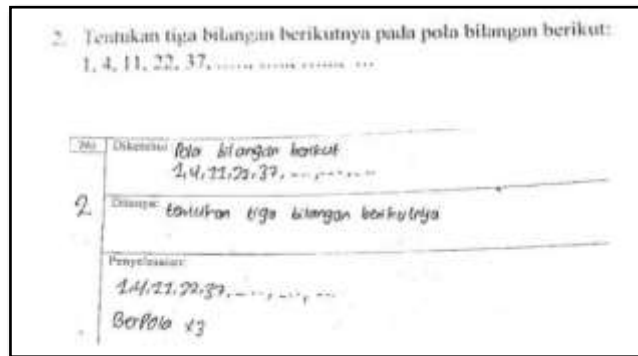 2. Tentukan tiga bilangan berikutnya pada pola bilangan berikut:
1, 4, 11, 22, 37, ......, ......, ......, ...
No Diketahui Pola bilangan berikut
1,4,11,22,37, ..., ..., ...
2 Ditanya: tentukan tiga bilangan berikutnya
Penyelesaian:
1,4,11,22,37, ..., ..., ...
BerPola x3